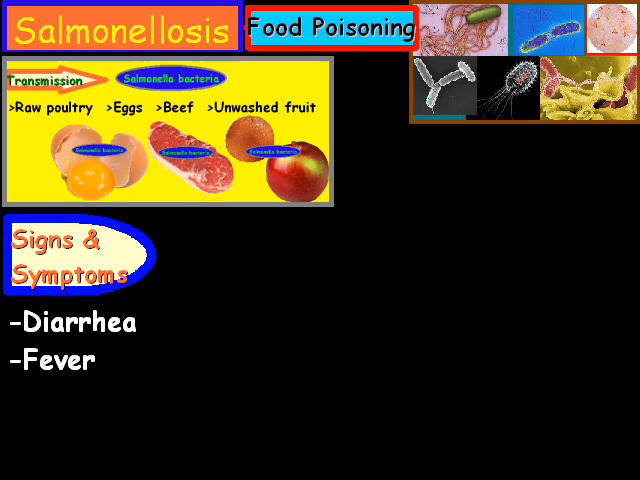 Salmonellosis
Food Poisoning
Transmission
Salmonella bacteria
>Raw poultry >Eggs >Beef >Unwashed fruit
Salmonella bacteria
Salmonella bacteria
Salmonella bacteria
Signs &
Symptoms
-Diarrhea
-Fever